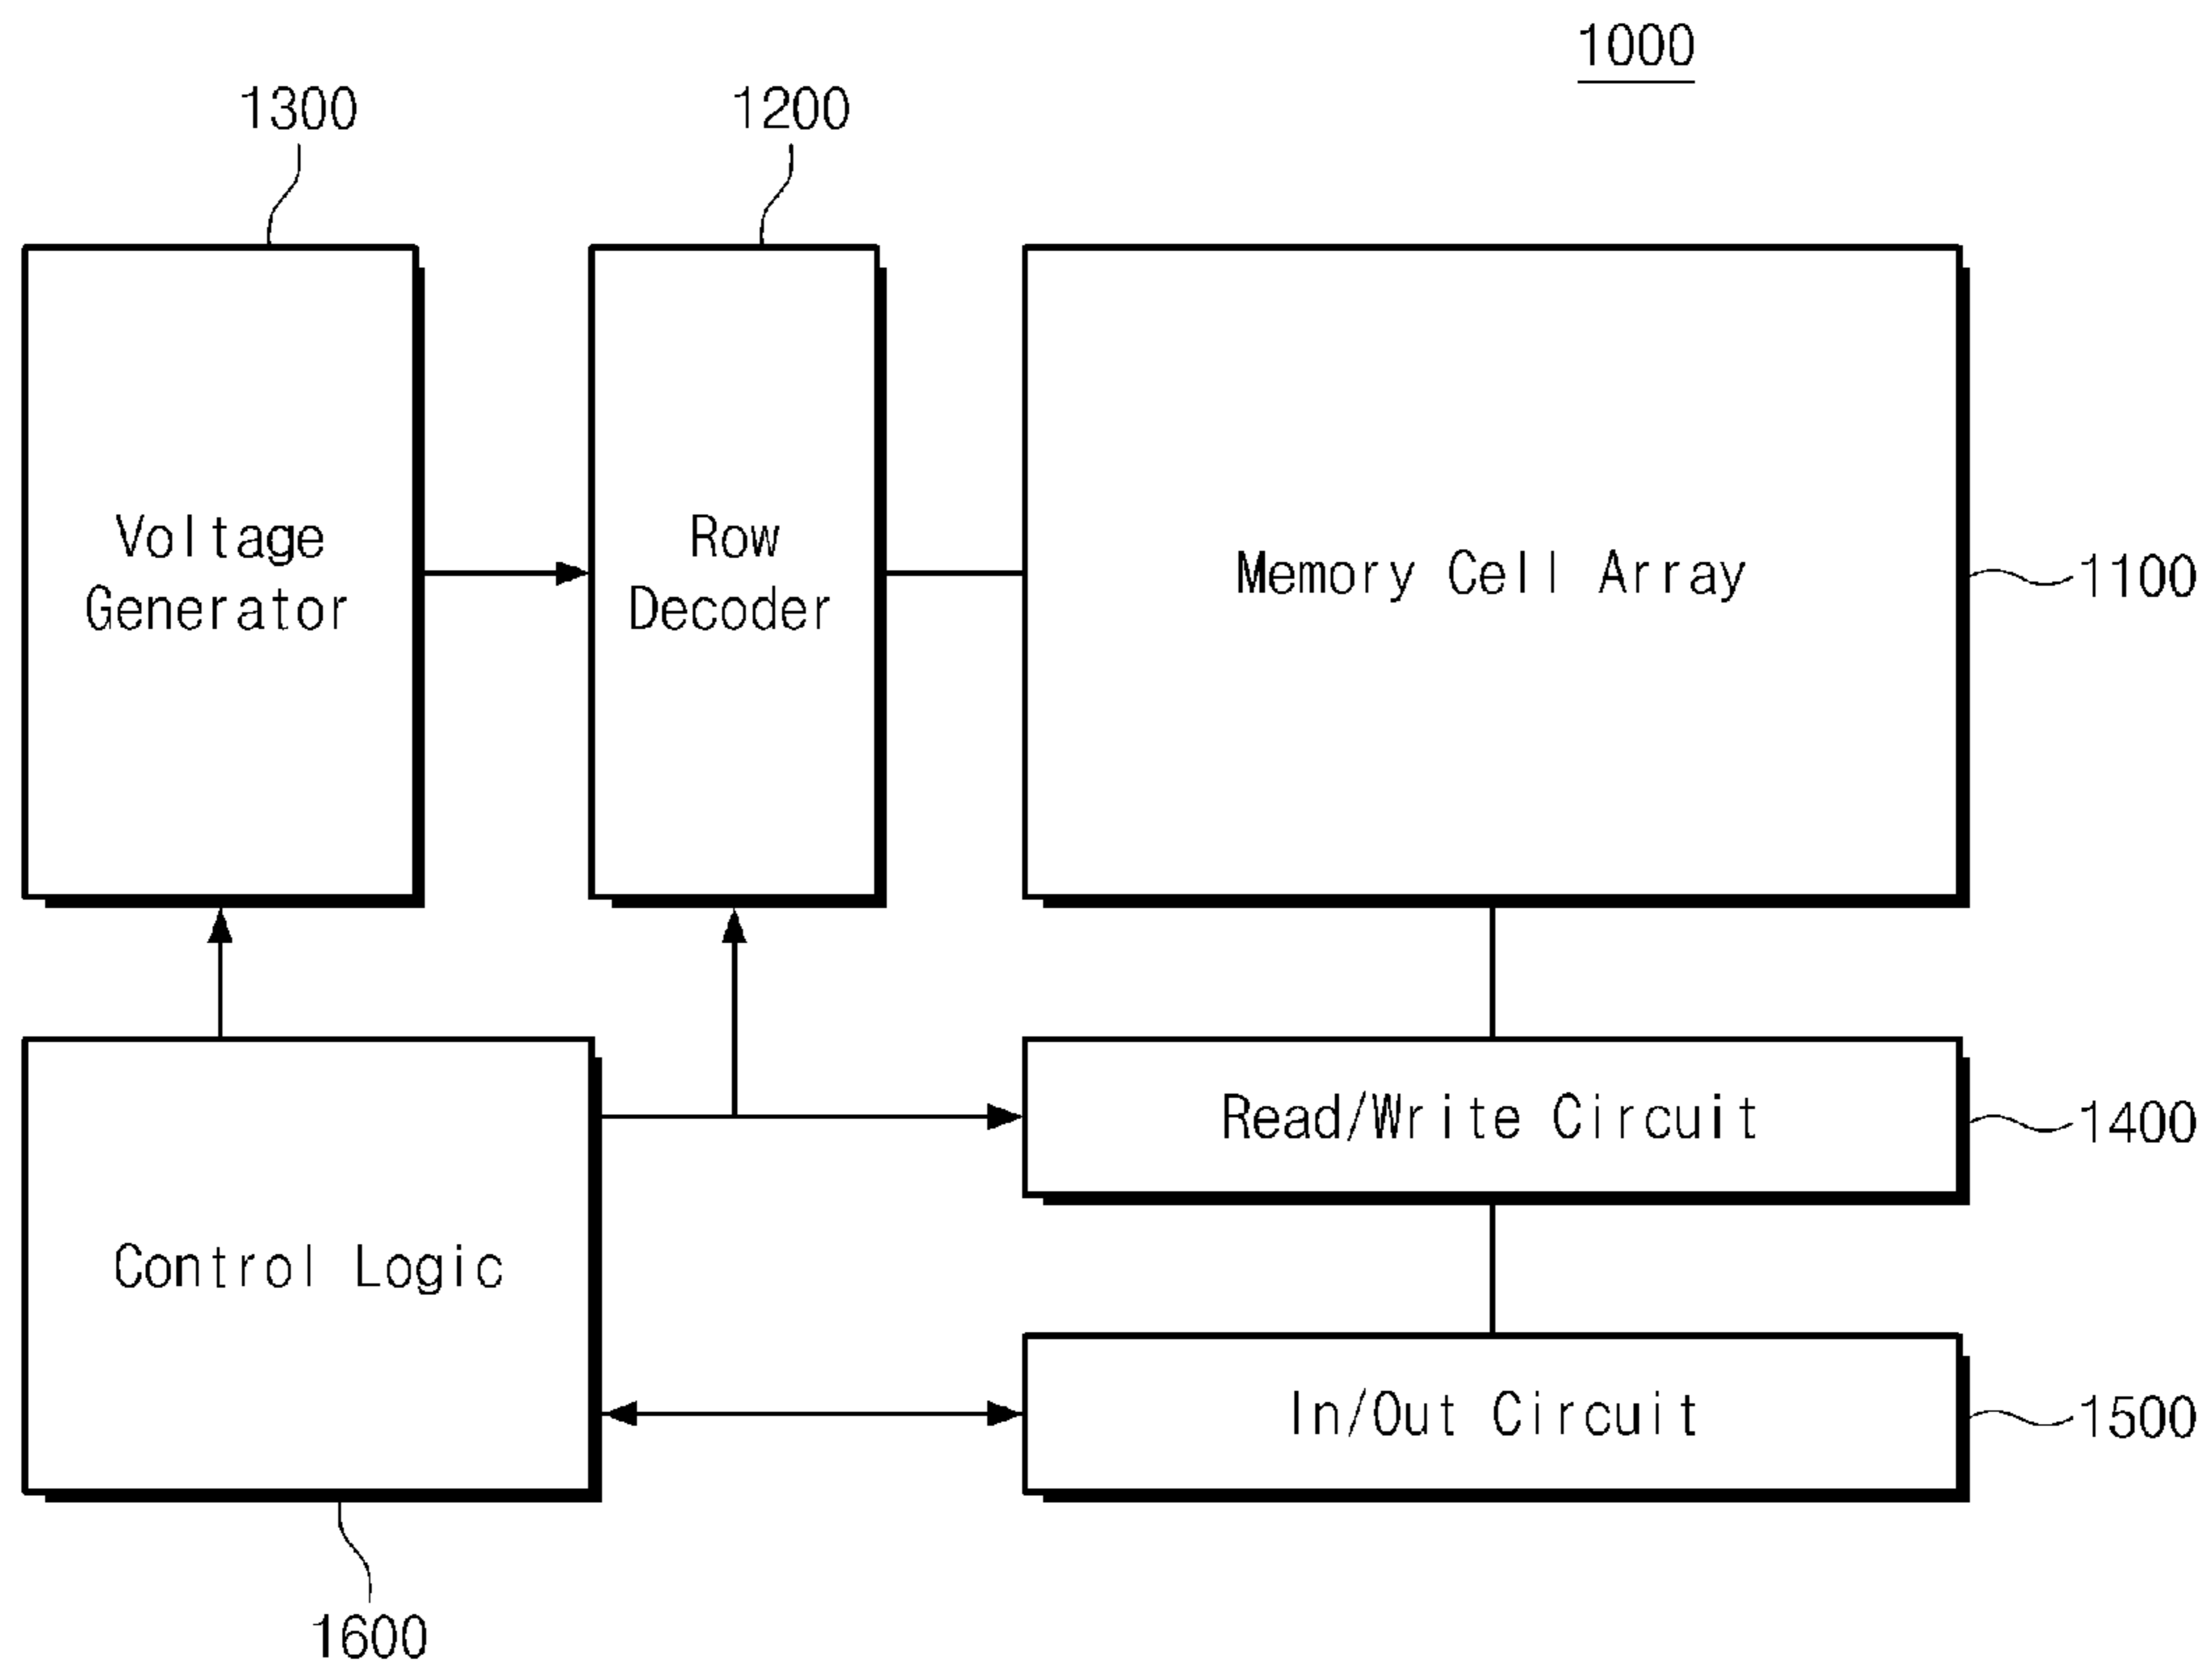 1000
1300
1200
Voltage
Generator
Row
Decoder
Memory Cell Array
1100
Read/Write Circuit
1400
Control Logic
In/Out Circuit
1500
1600